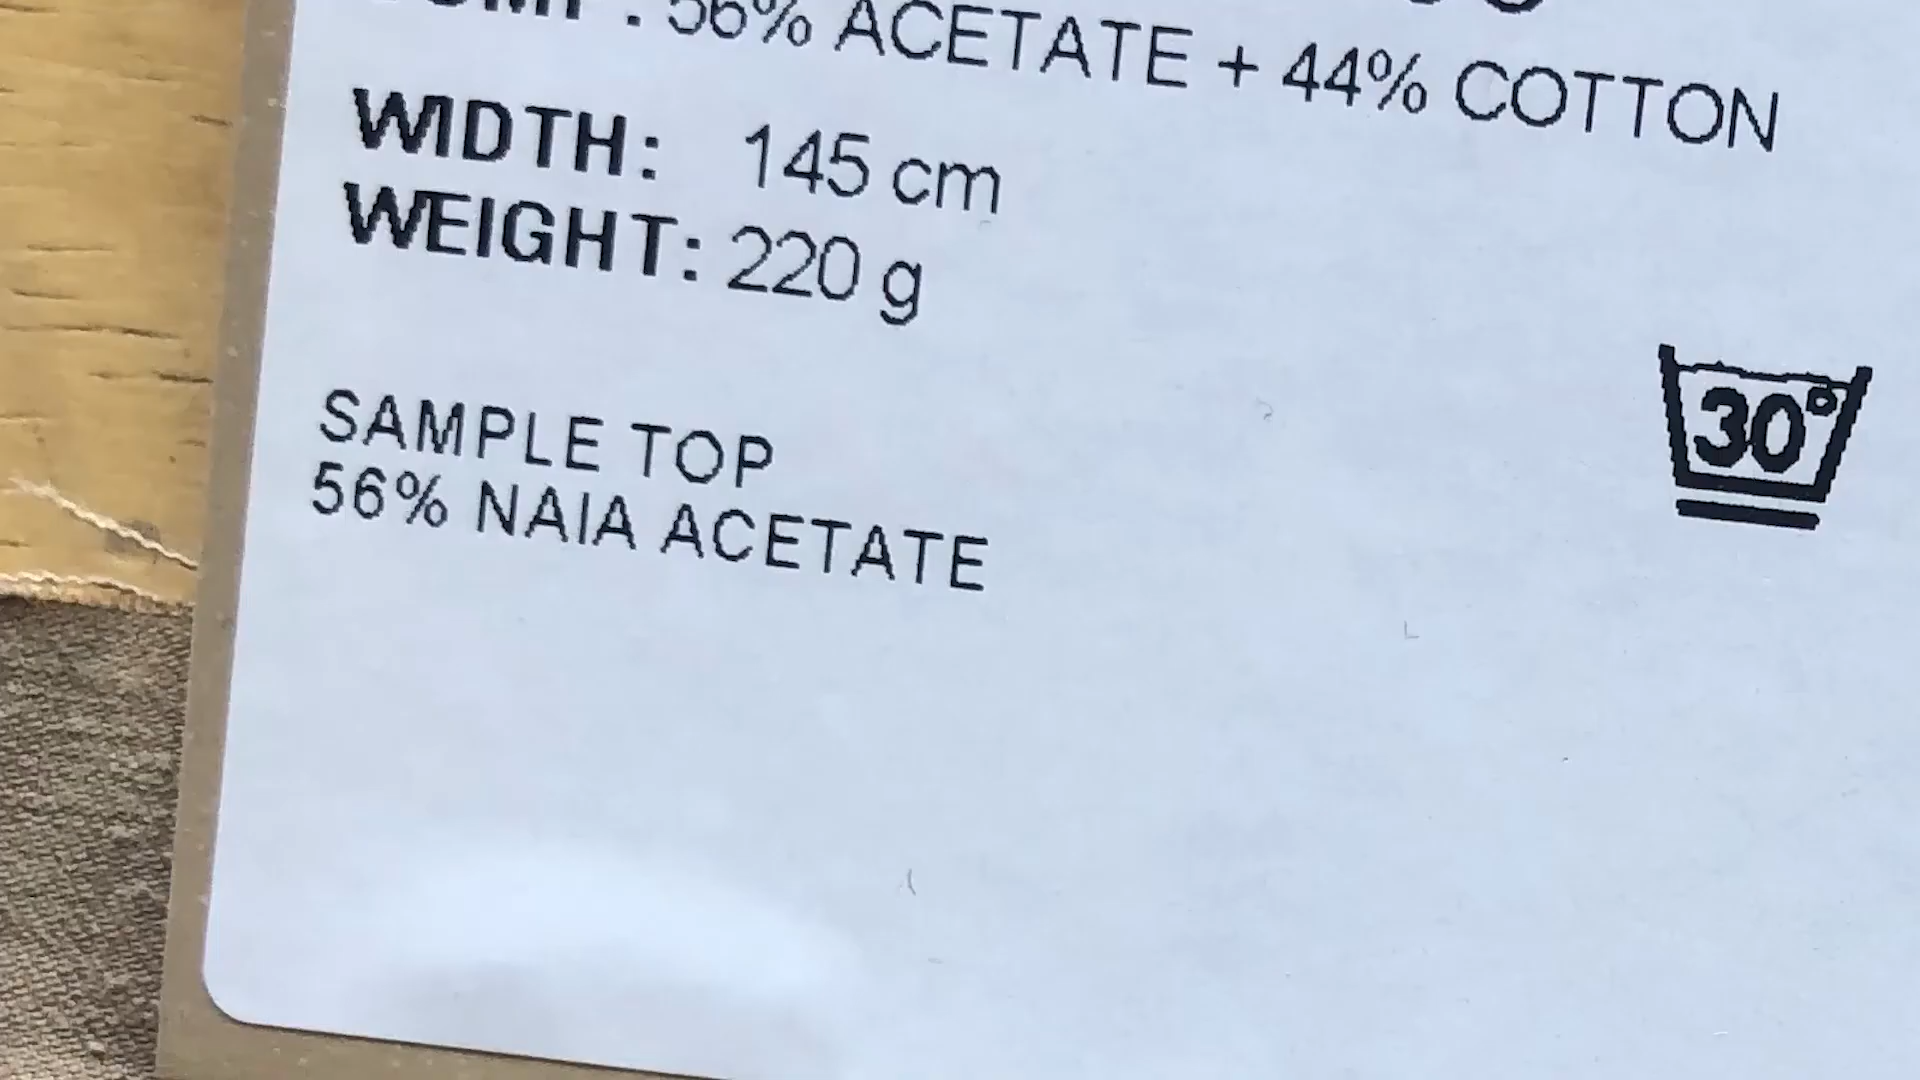 : 56% ACETATE + 44% COTTON
WIDTH: 145 cm
WEIGHT: 220 g
30°
SAMPLE TOP
56% NAIA ACETATE